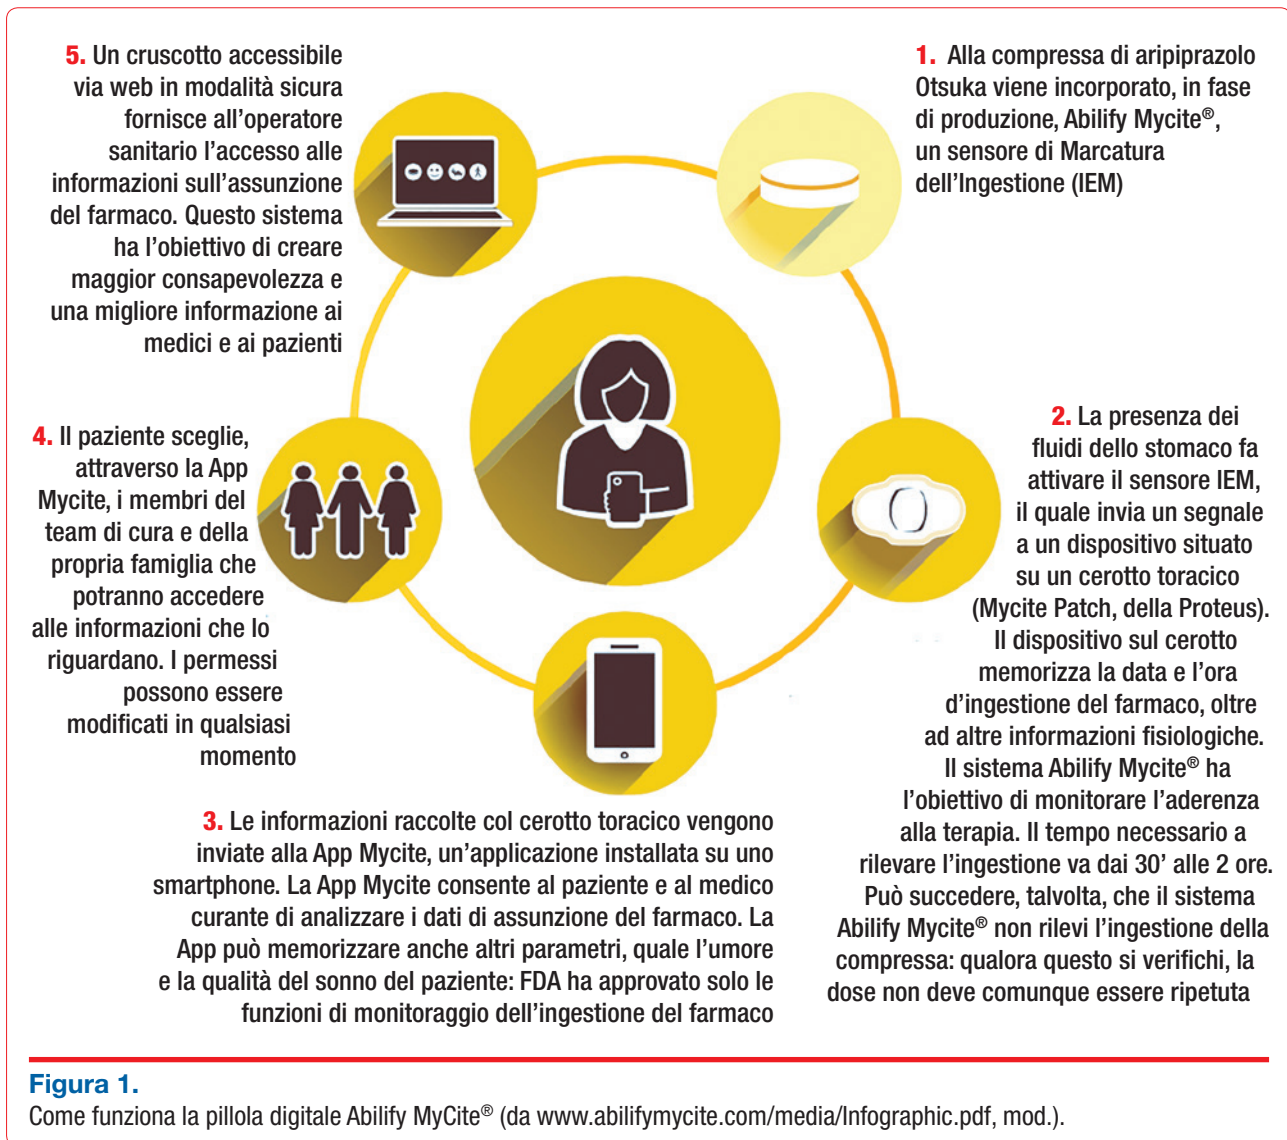 1. Alla compressa di aripiprazolo
Otsuka viene incorporato, in fase
di produzione, Abilify Mycite®,
un sensore di Marcatura
dell’Ingestione (IEM)
2. La presenza dei
fluidi dello stomaco fa
attivare il sensore IEM,
il quale invia un segnale
a un dispositivo situato
su un cerotto toracico
(Mycite Patch, della Proteus).
Il dispositivo sul cerotto
memorizza la data e l’ora
d’ingestione del farmaco, oltre
ad altre informazioni fisiologiche.
Il sistema Abilify Mycite® ha
l’obiettivo di monitorare l’aderenza
alla terapia. Il tempo necessario a
rilevare l’ingestione va dai 30’ alle 2 ore.
Può succedere, talvolta, che il sistema
Abilify Mycite® non rilevi l’ingestione della
compressa: qualora questo si verifichi, la
dose non deve comunque essere ripetuta
3. Le informazioni raccolte col cerotto toracico vengono
inviate alla App Mycite, un’applicazione installata su uno
smartphone. La App Mycite consente al paziente e al medico
curante di analizzare i dati di assunzione del farmaco. La
App può memorizzare anche altri parametri, quale l’umore
e la qualità del sonno del paziente: FDA ha approvato solo le
funzioni di monitoraggio dell’ingestione del farmaco
4. Il paziente sceglie,
attraverso la App
Mycite, i membri del
team di cura e della
propria famiglia che
potranno accedere
alle informazioni che lo
riguardano. I permessi
possono essere
modificati in qualsiasi
momento
5. Un cruscotto accessibile
via web in modalità sicura
fornisce all’operatore
sanitario l’accesso alle
informazioni sull’assunzione
del farmaco. Questo sistema
ha l’obiettivo di creare
maggior consapevolezza e
una migliore informazione ai
medici e ai pazienti
Figura 1.
Come funziona la pillola digitale Abilify MyCite® (da www.abilifymycite.com/media/Infographic.pdf, mod.).